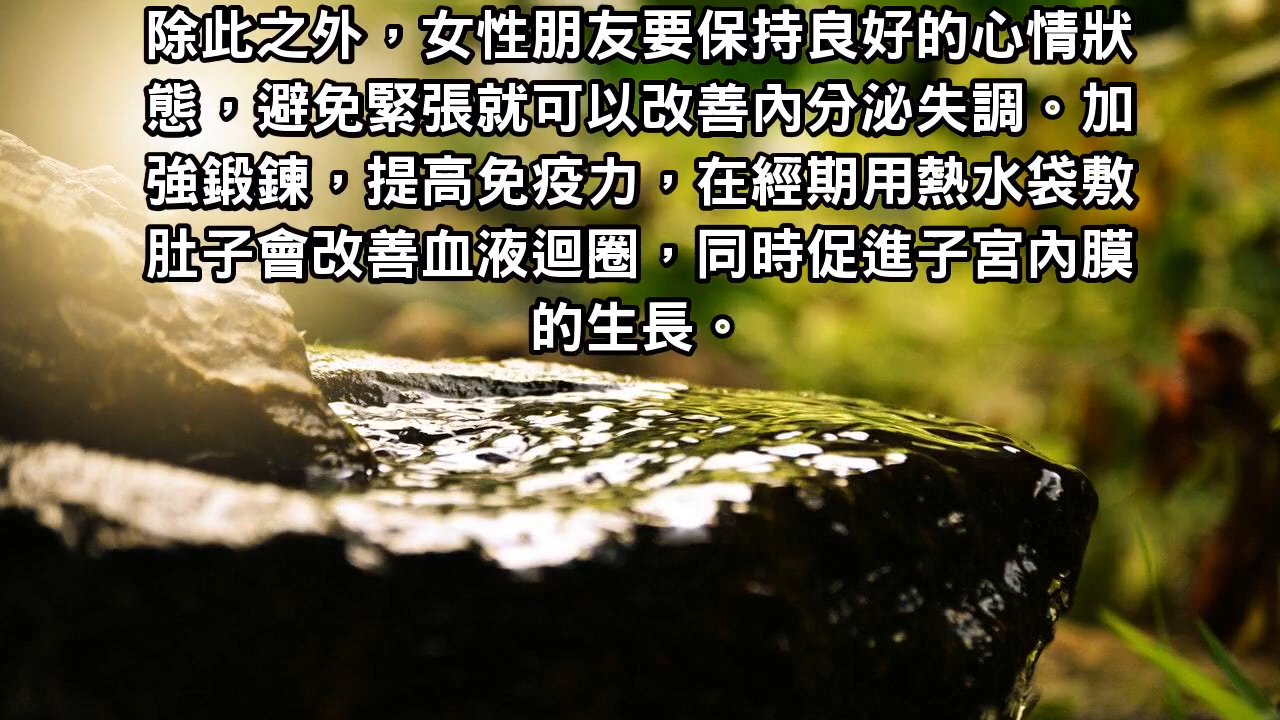 除此之外，女性朋友要保持良好的心情狀
態，避免緊張就可以改善內分泌失調。加
強鍛鍊，提高免疫力，在經期用熱水袋敷
肚子會改善血液迴圈，同時促進子宮內膜
的生長。